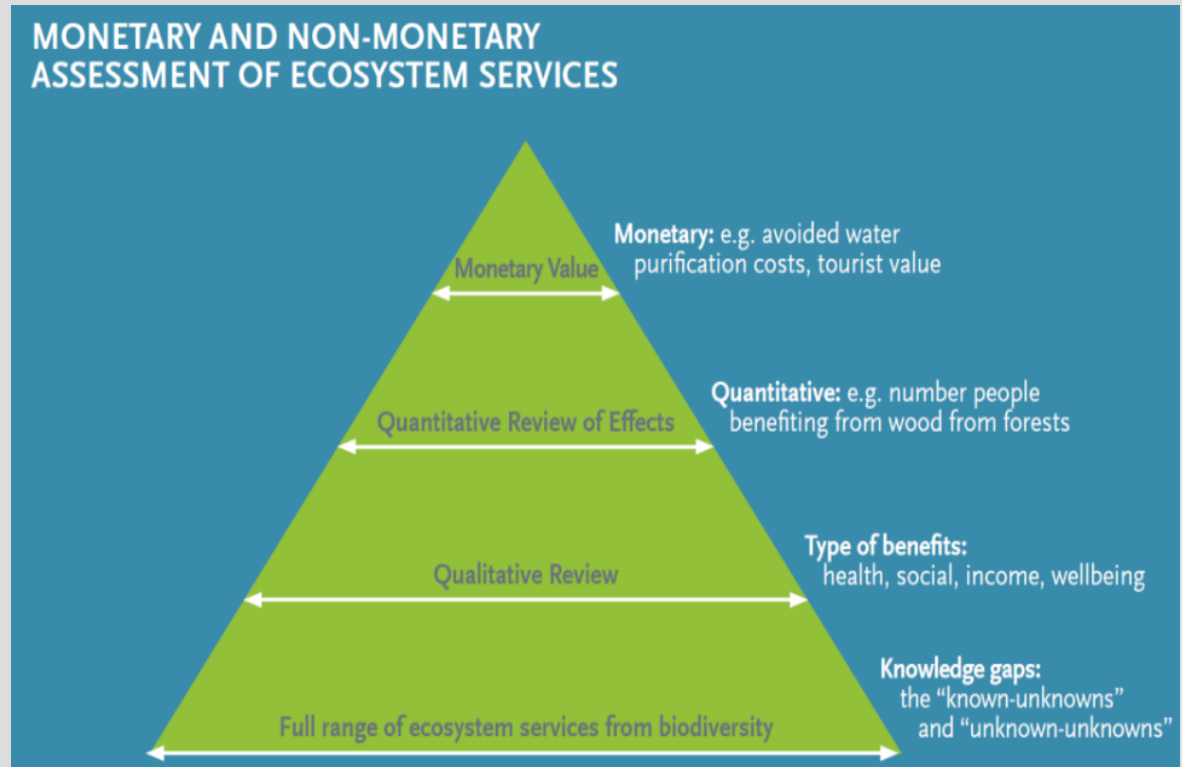 MONETARY AND NON-MONETARY
ASSESSMENT OF ECOSYSTEM SERVICES
Monetary: e.g. avoided water
purification costs, tourist value
Monetary Value
Quantitative: e.g. number people
benefiting from wood from forests
Quantitative Review of Effects
Type of benefits:
health, social, income, wellbeing
Qualitative Review
Knowledge gaps:
the “known-unknowns”
and “unknown-unknowns”
Full range of ecosystem services from biodiversity